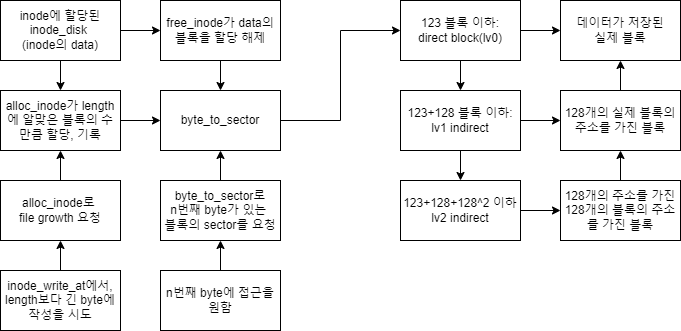 inode에 할당된
inode_disk
(inode의 data)
free_inode가 data의
블록을 할당 해제
123 블록 이하:
direct block(lv0)
데이터가 저장된
실제 블록
alloc_inode가 length
에 알맞은 블록의 수
만큼 할당, 기록
byte_to_sector
123+128 블록 이하:
lv1 indirect
128개의 실제 블록의
주소를 가진 블록
alloc_inode로
file growth 요청
byte_to_sector로
n번째 byte가 있는
블록의 sector를 요청
123+128+128^2 이하
lv2 indirect
128개의 주소를 가진
128개의 블록의 주소
를 가진 블록
inode_write_at에서,
length보다 긴 byte에
작성을 시도
n번째 byte에 접근을
원함